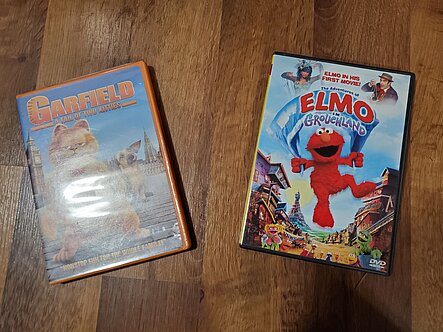 GARFIELD
A TAIL OF TWO KITTIES
ELMO IN HIS
FIRST MOVIE!
The Adventures of
ELMO
in
GROUCHLAND
DVD